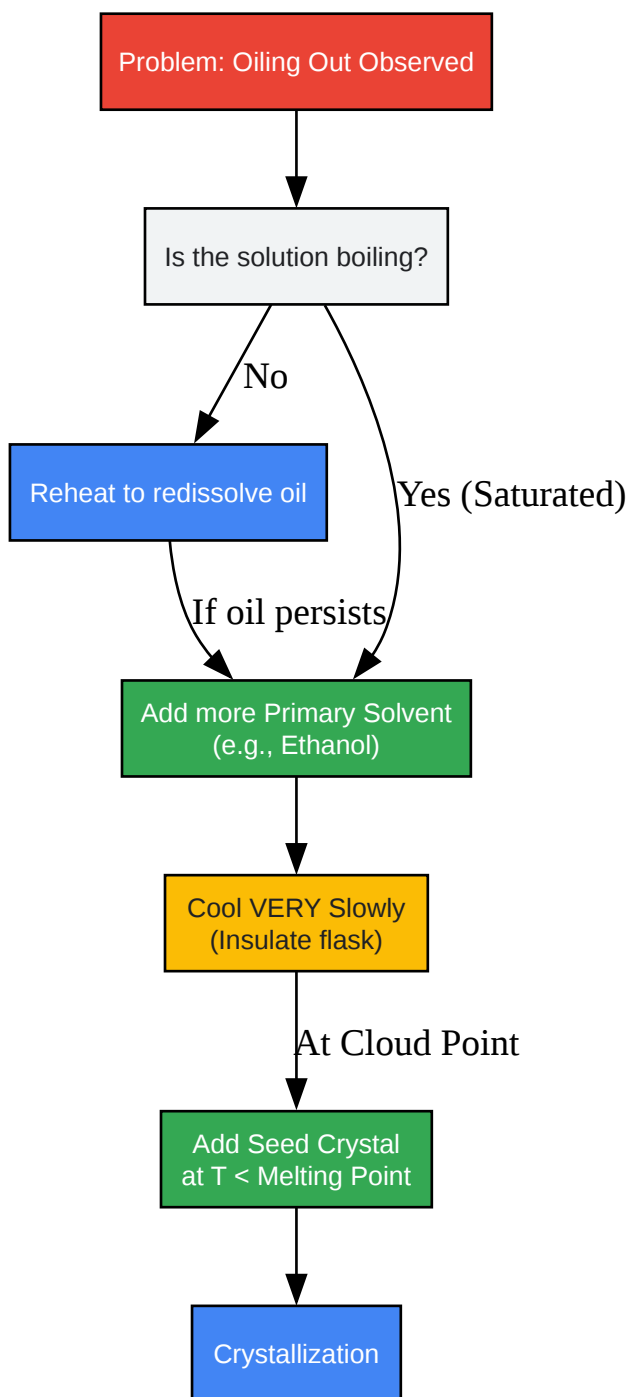 Problem: Oiling Out Observed
Is the solution boiling?
No
Reheat to redissolve oil
Yes (Saturated)
If oil persists
Add more Primary Solvent
(e.g., Ethanol)
Cool VERY Slowly
(Insulate flask)
At Cloud Point
Add Seed Crystal
at T < Melting Point
Crystallization